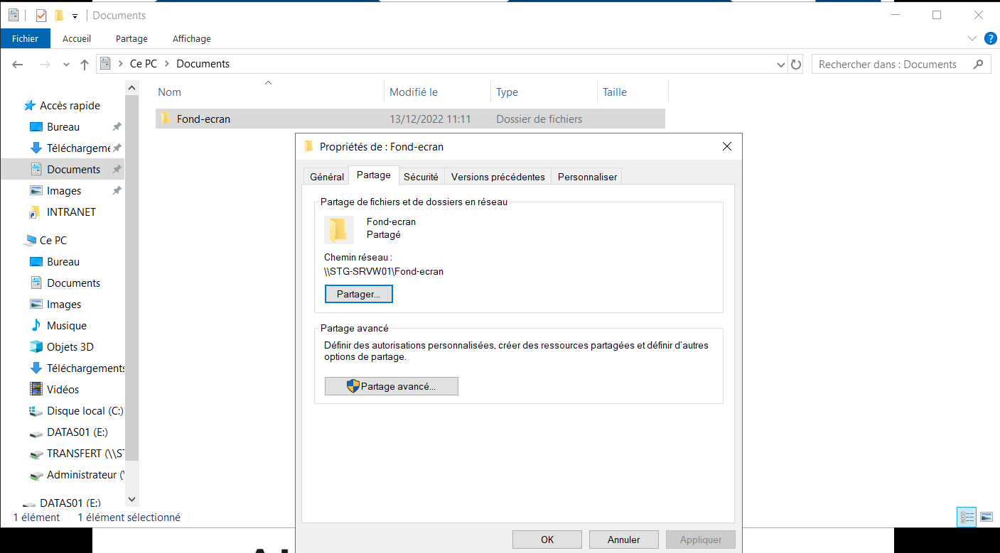 Documents
Fichier
Accueil
Partage
Affichage
?
Ce PC
Documents
Rechercher dans : Documents
Nom
Modifié le
Type
Taille
Fond-ecran
13/12/2022 11:11
Dossier de fichiers
Accès rapide
Bureau
Téléchargeme
Documents
Images
INTRANET
Ce PC
Bureau
Documents
Images
Musique
Objets 3D
Téléchargements
Vidéos
Disque local (C:)
DATAS01 (E:)
TRANSFERT (\\ST
Administrateur (\
DATAS01 (E:)
Propriétés de : Fond-ecran
Général
Partage
Sécurité
Versions précédentes
Personnaliser
Partage de fichiers et de dossiers en réseau
Fond-ecran
Partagé
Chemin réseau :
\\STG-SRVW01\Fond-ecran
Partager...
Partage avancé
Définir des autorisations personnalisées, créer des ressources partagées et définir d'autres
options de partage.
Partage avancé...
OK
Annuler
Appliquer
1 élément
1 élément sélectionné